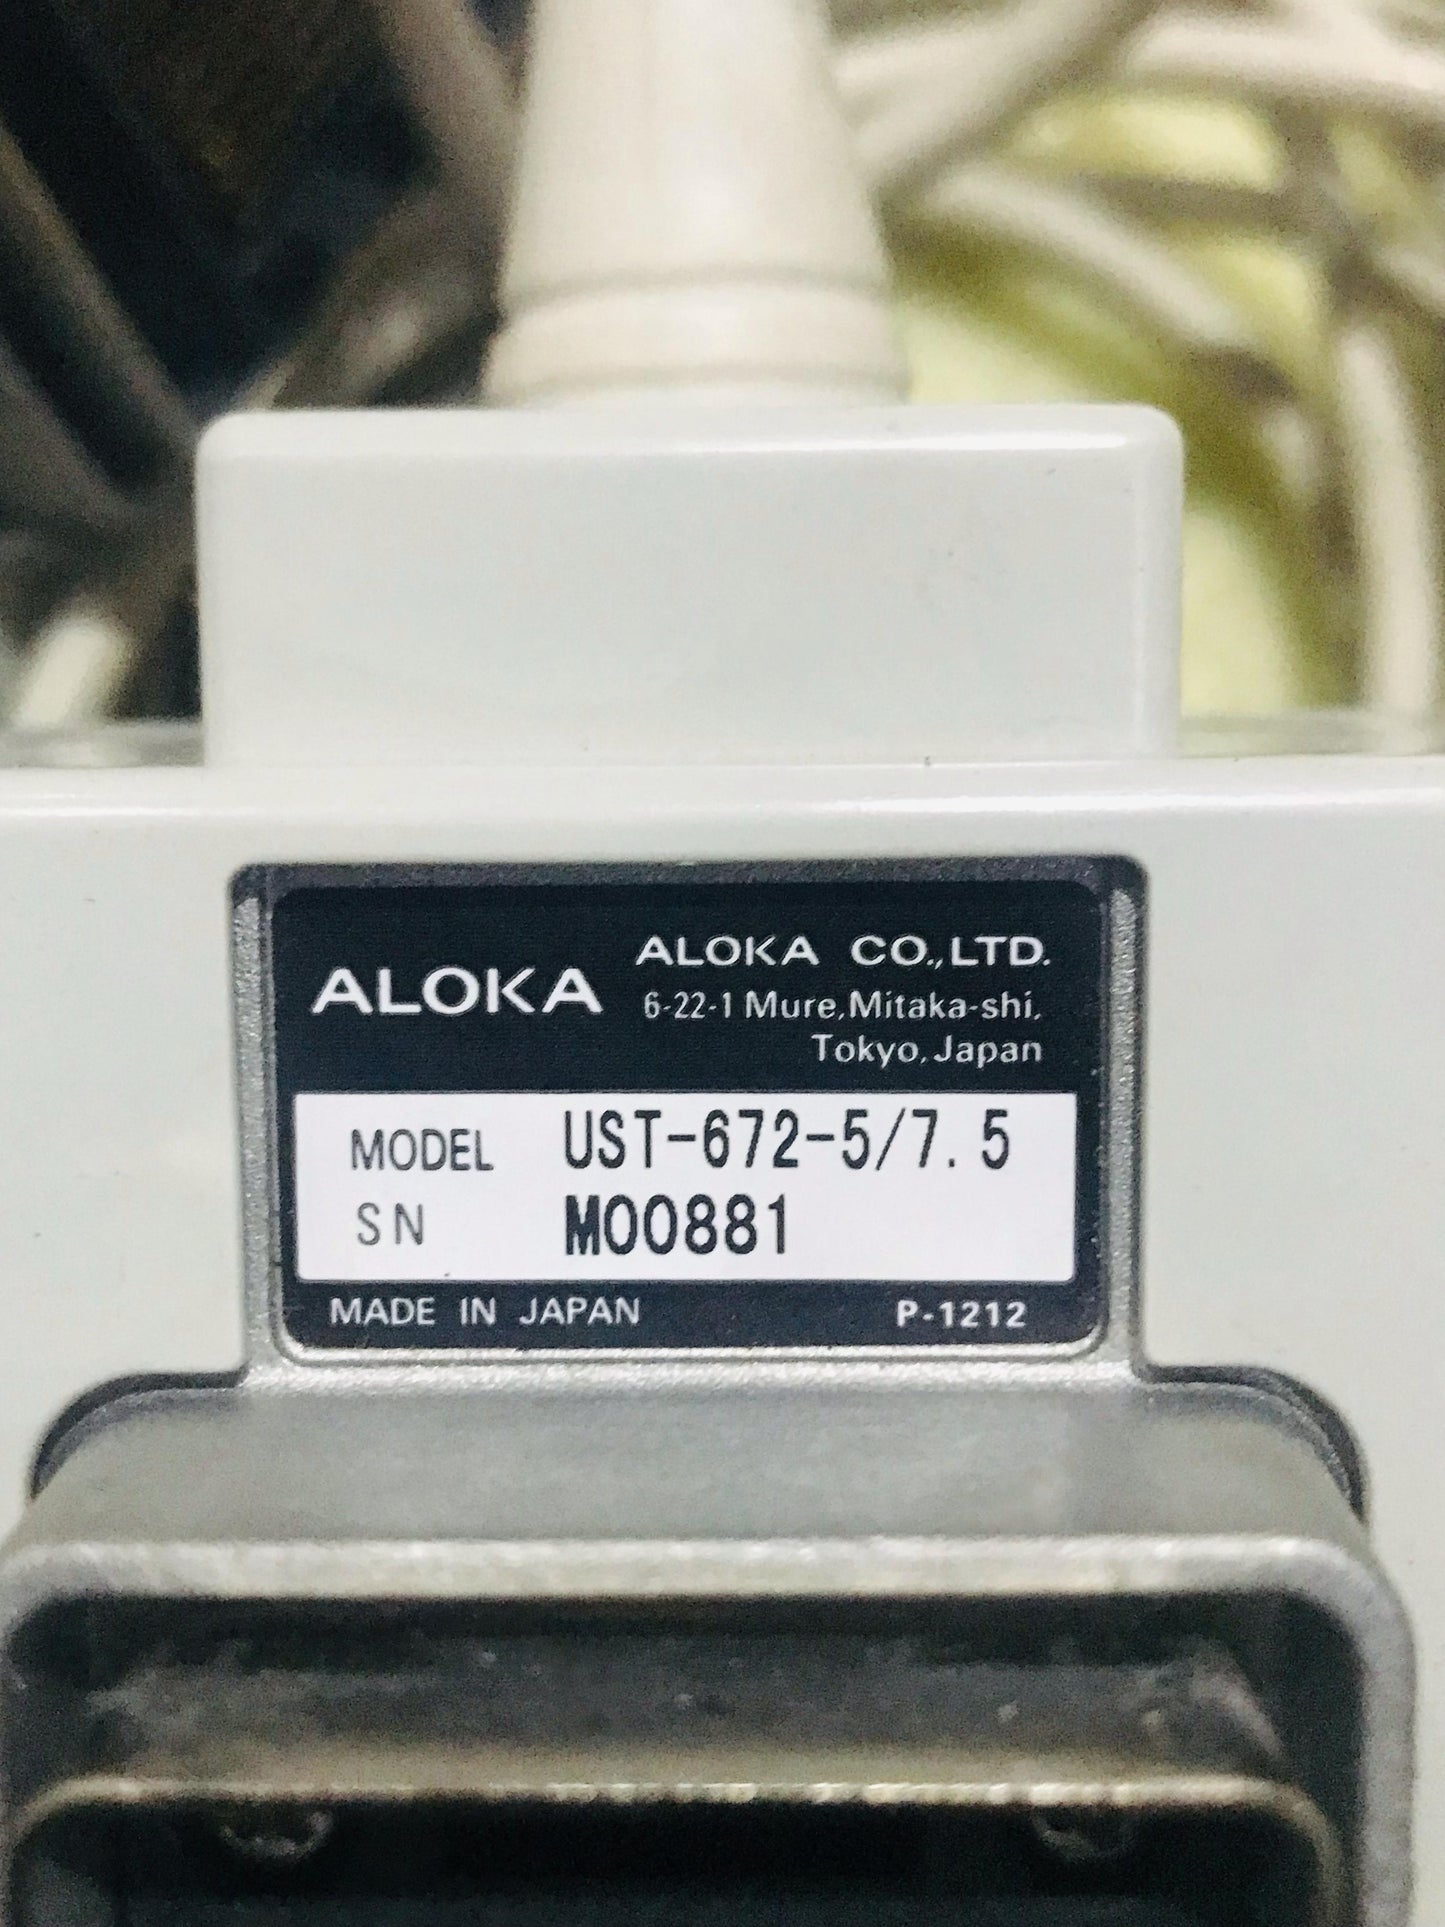 ALOKA
ALOKA CO.,LTD.
6-22-1 Mure,Mitaka-shi,
Tokyo,Japan
MODEL UST-672-5/7.5
SN M00881
MADE IN JAPAN P-1212